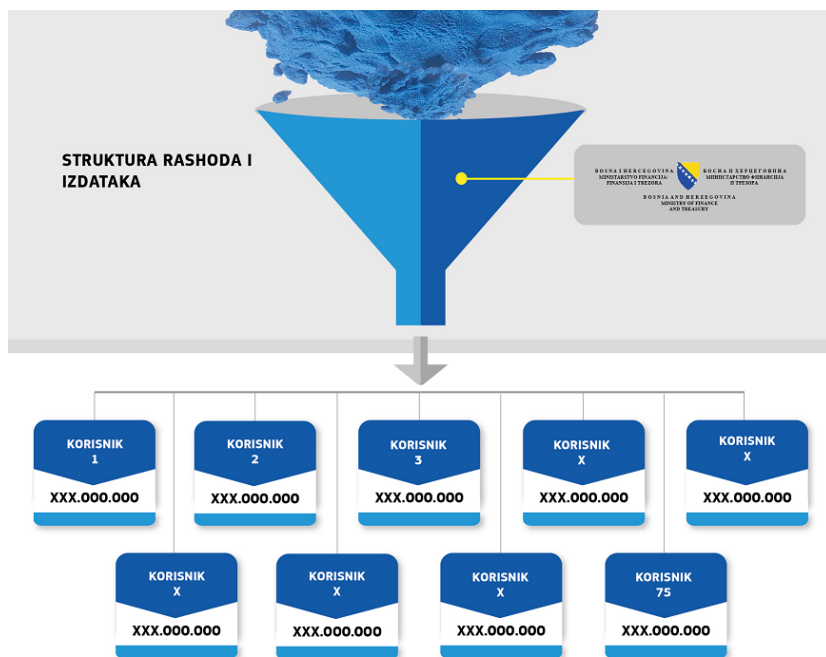 STRUKTURA RASHODA I
IZDATAKA
BOSNA I HERCEGOVINA
MINISTARSTVO FINANCIJA/
FINANSIJA I TREZORA
БОСНА И ХЕРЦЕГОВИНА
МИНИСТАРСТВО ФИНАНСИЈА
И ТРЕЗОРА
BOSNIA AND HERZEGOVINA
MINISTRY OF FINANCE
AND TREASURY
KORISNIK
1
XXX.000.000
KORISNIK
2
XXX.000.000
KORISNIK
3
XXX.000.000
KORISNIK
X
XXX.000.000
KORISNIK
X
XXX.000.000
KORISNIK
X
XXX.000.000
KORISNIK
X
XXX.000.000
KORISNIK
X
XXX.000.000
KORISNIK
75
XXX.000.000